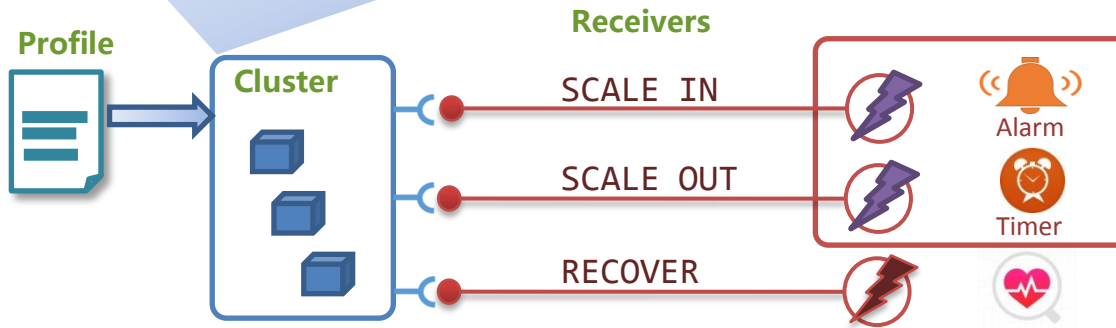 Receivers
Profile
Cluster
SCALE IN
Alarm
SCALE OUT
Timer
RECOVER